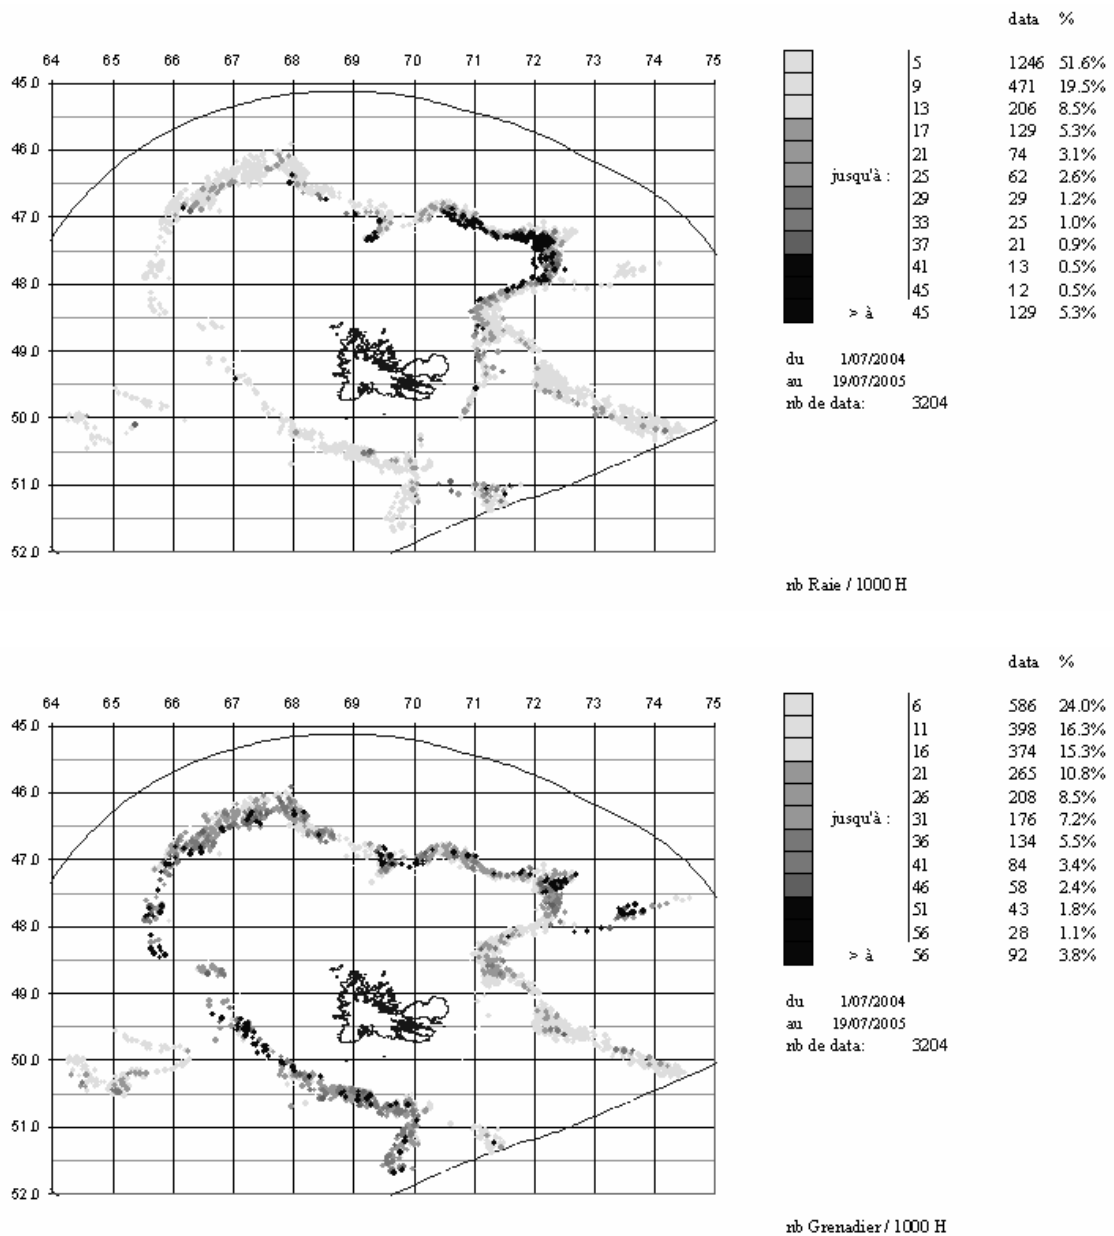 data %
64 65 66 67 68 69 70 71 72 73 74 75
45.0
46.0
47.0
48.0
49.0
50.0
51.0
52.0
5 1246 51.6%
9 471 19.5%
13 206 8.5%
17 129 5.3%
21 74 3.1%
jusqu'à : 25 62 2.6%
29 29 1.2%
33 25 1.0%
37 21 0.9%
41 13 0.5%
45 12 0.5%
> à 45 129 5.3%
du 1/07/2004
au 19/07/2005
nb de data: 3204
nb Raie / 1000 H
data %
64 65 66 67 68 69 70 71 72 73 74 75
45.0
46.0
47.0
48.0
49.0
50.0
51.0
52.0
6 586 24.0%
11 398 16.3%
16 374 15.3%
21 265 10.8%
26 208 8.5%
jusqu'à : 31 176 7.2%
36 134 5.5%
41 84 3.4%
46 58 2.4%
51 43 1.8%
56 28 1.1%
> à 56 92 3.8%
du 1/07/2004
au 19/07/2005
nb de data: 3204
nb Grenadier / 1000 H